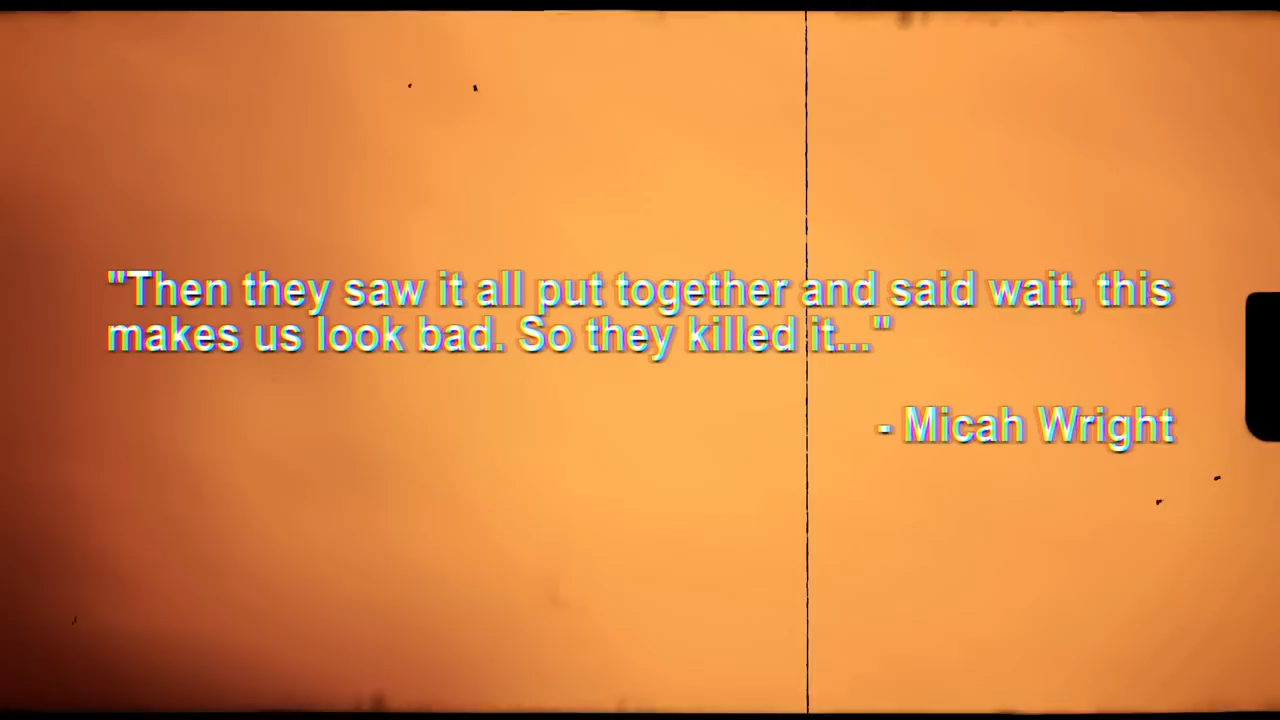 "Then they saw it all put together and said wait, this
makes us look bad. So they killed it..."
- Micah Wright